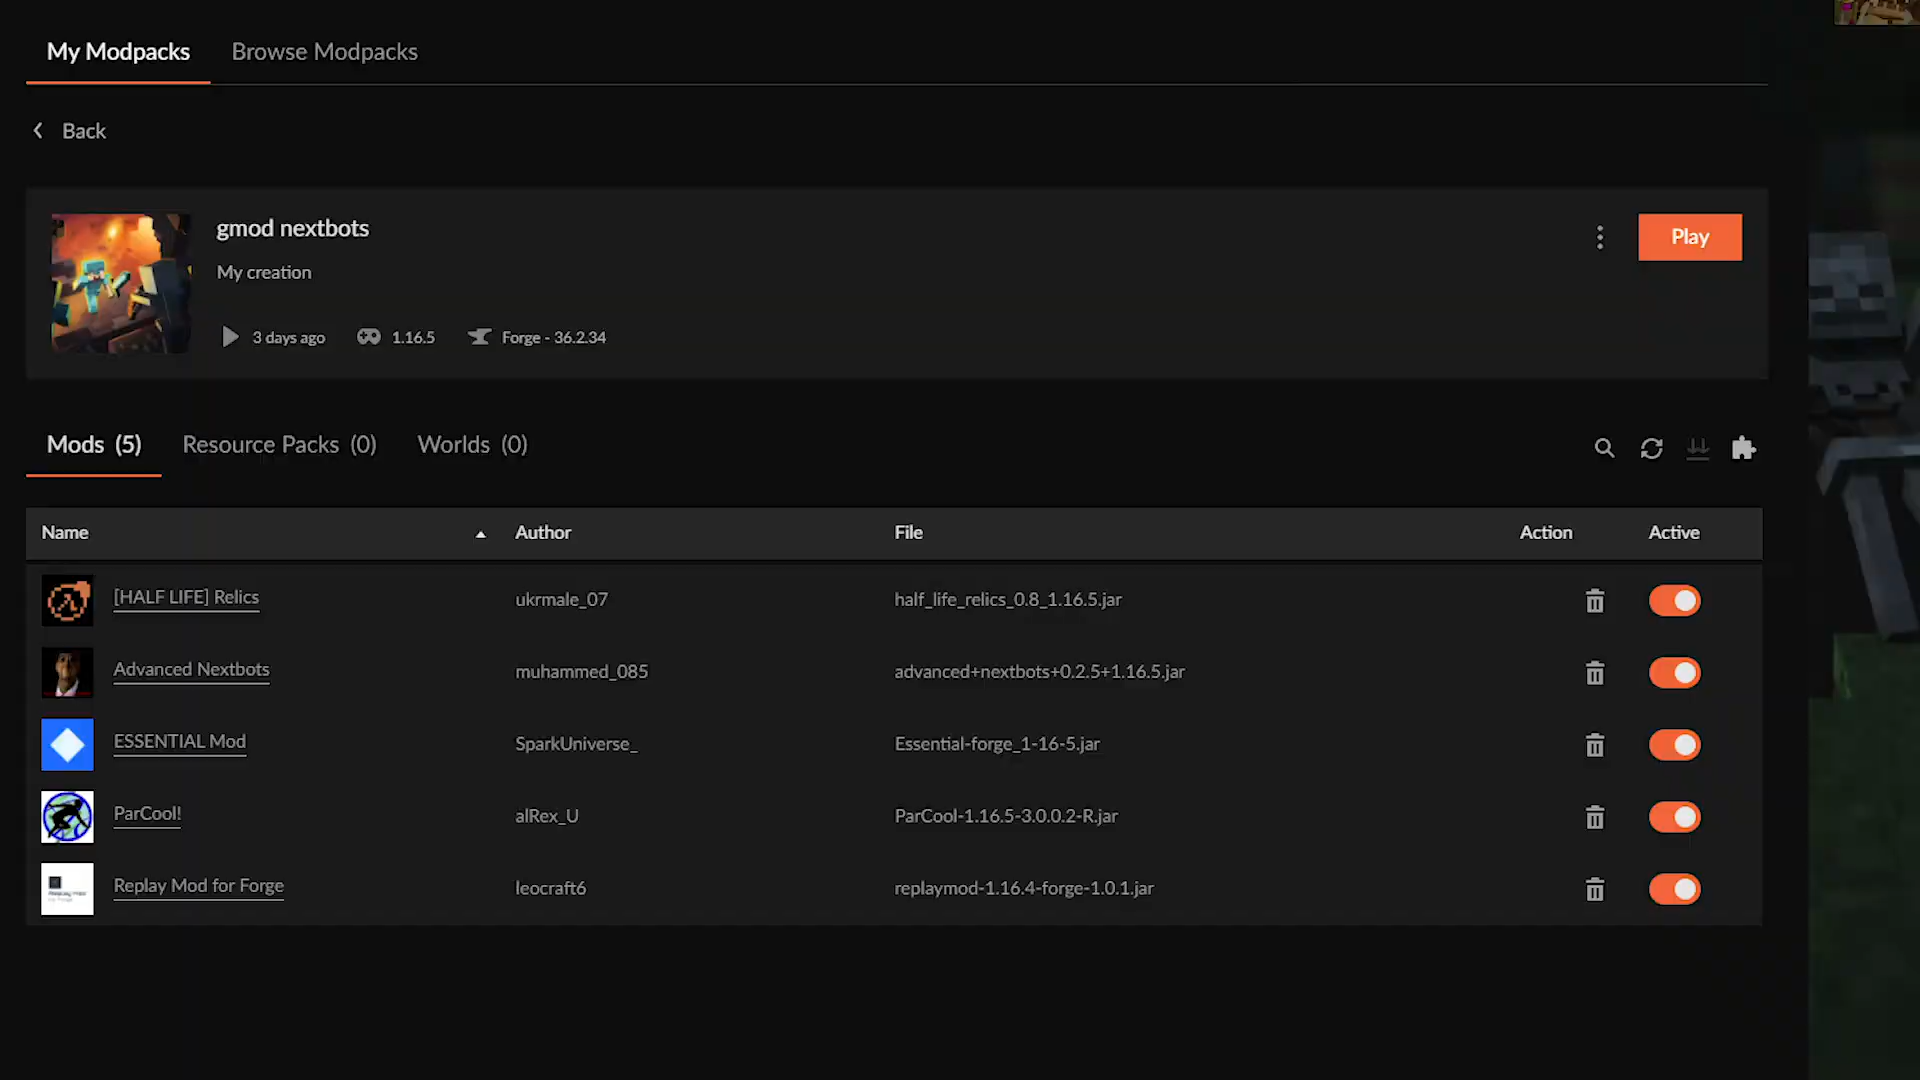 My Modpacks Browse Modpacks
Back
gmod nextbots
Play
My creation
3 days ago 1.16.5 Forge - 36.2.34
Mods (5) Resource Packs (0) Worlds (0)
Name Author File Action Active
[HALF LIFE] Relics ukrmale_07 half_life_relics_0.8_1.16.5.jar
Advanced Nextbots muhammed_085 advanced+nextbots+0.2.5+1.16.5.jar
ESSENTIAL Mod SparkUniverse_ Essential-forge_1-16-5.jar
ParCool! alRex_U ParCool-1.16.5-3.0.0.2-R.jar
Replay Mod for Forge leocraft6 replaymod-1.16.4-forge-1.0.1.jar